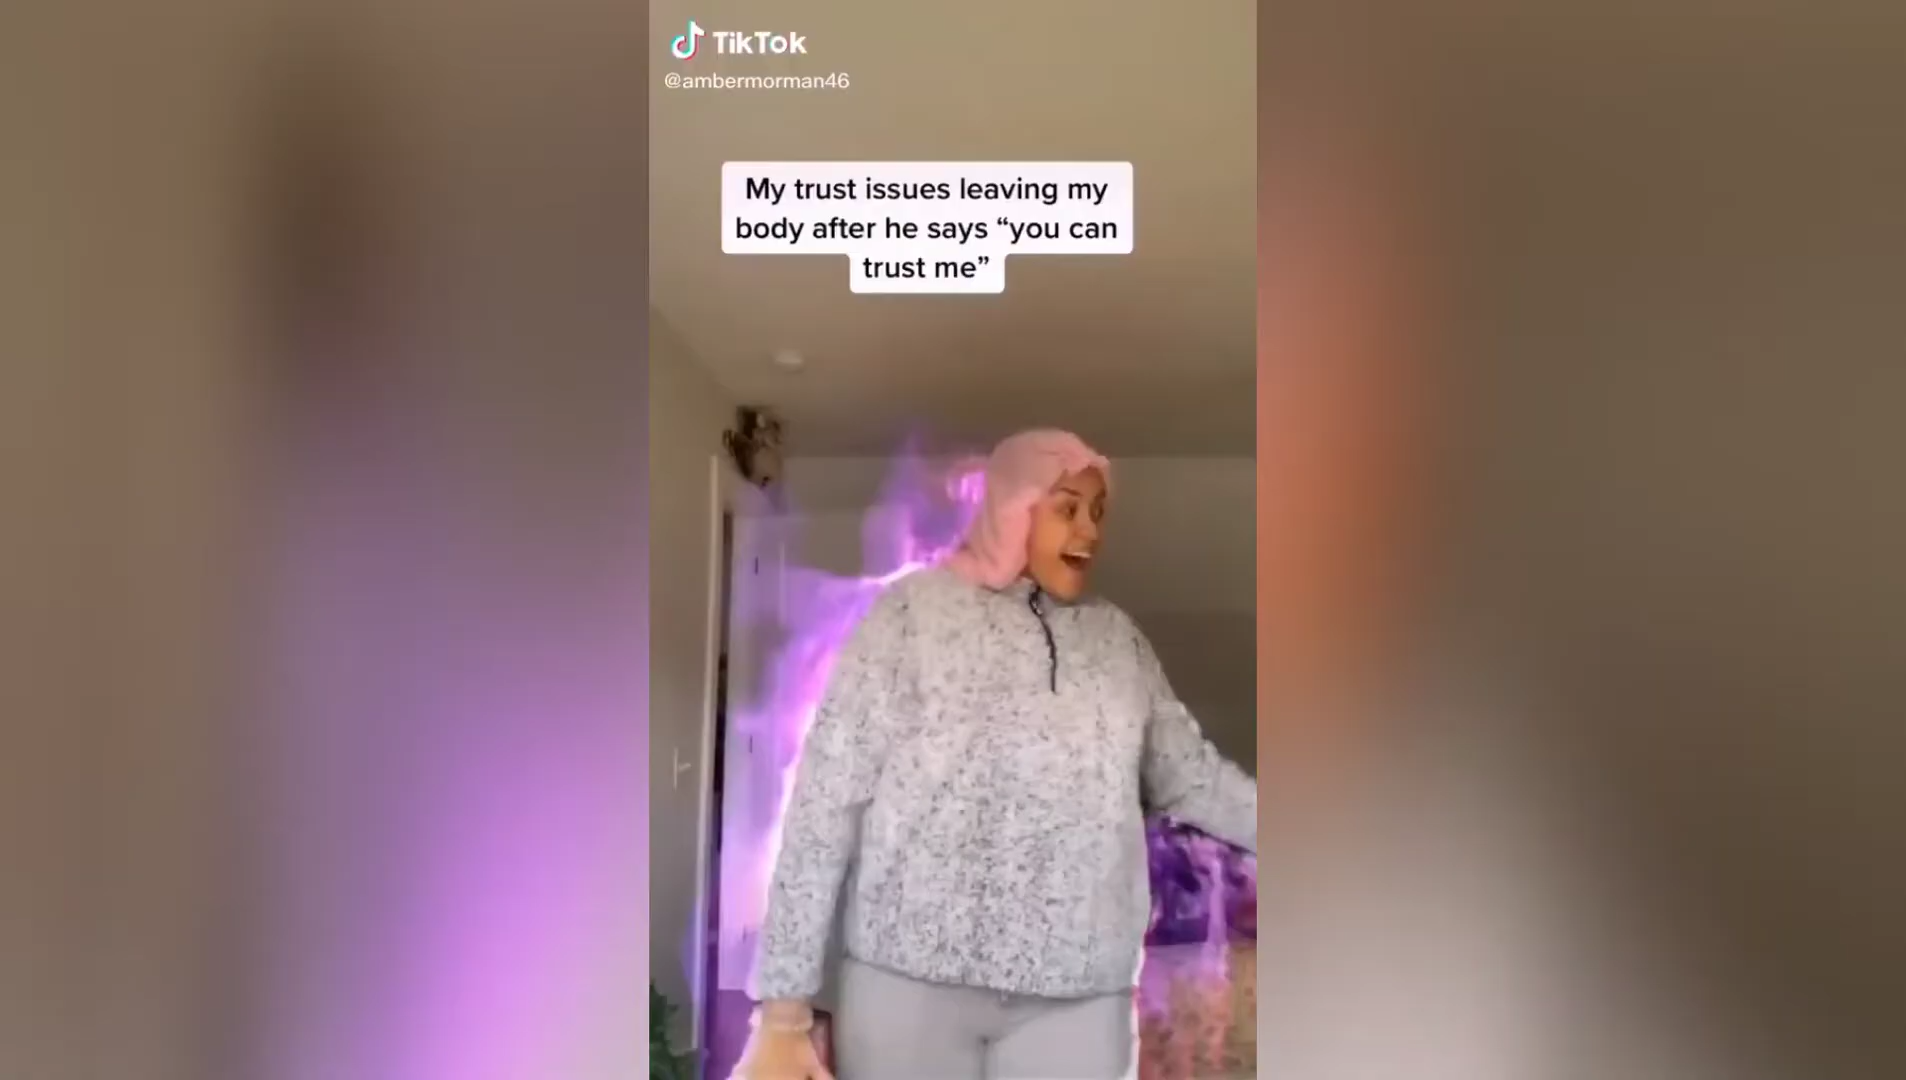 TikTok
@ambermorman46
My trust issues leaving my
body after he says “you can
trust me”